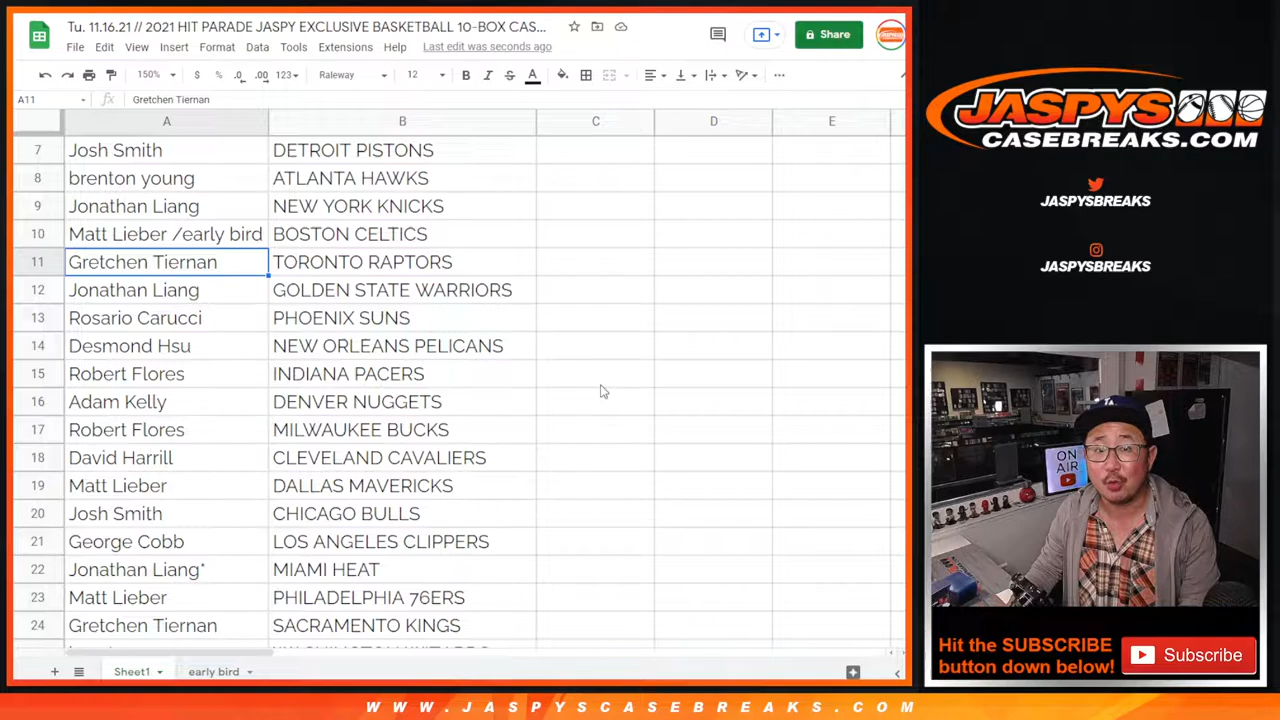 Tu. 11.16.21 // 2021 HIT PARADE JASPY EXCLUSIVE BASKETBALL 10-BOX CAS...
Share
File Edit View Insert Format Data Tools Extensions Help Last edit was seconds ago
150% $ % .0 .00 123 Raleway 12 B I S A
A11 fx Gretchen Tiernan
A B C D E
7 Josh Smith DETROIT PISTONS
8 brenton young ATLANTA HAWKS
9 Jonathan Liang NEW YORK KNICKS
10 Matt Lieber /early bird BOSTON CELTICS
11 Gretchen Tiernan TORONTO RAPTORS
12 Jonathan Liang GOLDEN STATE WARRIORS
13 Rosario Carucci PHOENIX SUNS
14 Desmond Hsu NEW ORLEANS PELICANS
15 Robert Flores INDIANA PACERS
16 Adam Kelly DENVER NUGGETS
17 Robert Flores MILWAUKEE BUCKS
18 David Harrill CLEVELAND CAVALIERS
19 Matt Lieber DALLAS MAVERICKS
20 Josh Smith CHICAGO BULLS
21 George Cobb LOS ANGELES CLIPPERS
22 Jonathan Liang* MIAMI HEAT
23 Matt Lieber PHILADELPHIA 76ERS
24 Gretchen Tiernan SACRAMENTO KINGS
Sheet1 early bird
JASPYS
CASEBREAKS.COM
JASPYSBREAKS
JASPYSBREAKS
ON
AIR
Hit the SUBSCRIBE
button down below!
Subscribe
WWW.JASPYSCASEBREAKS.COM